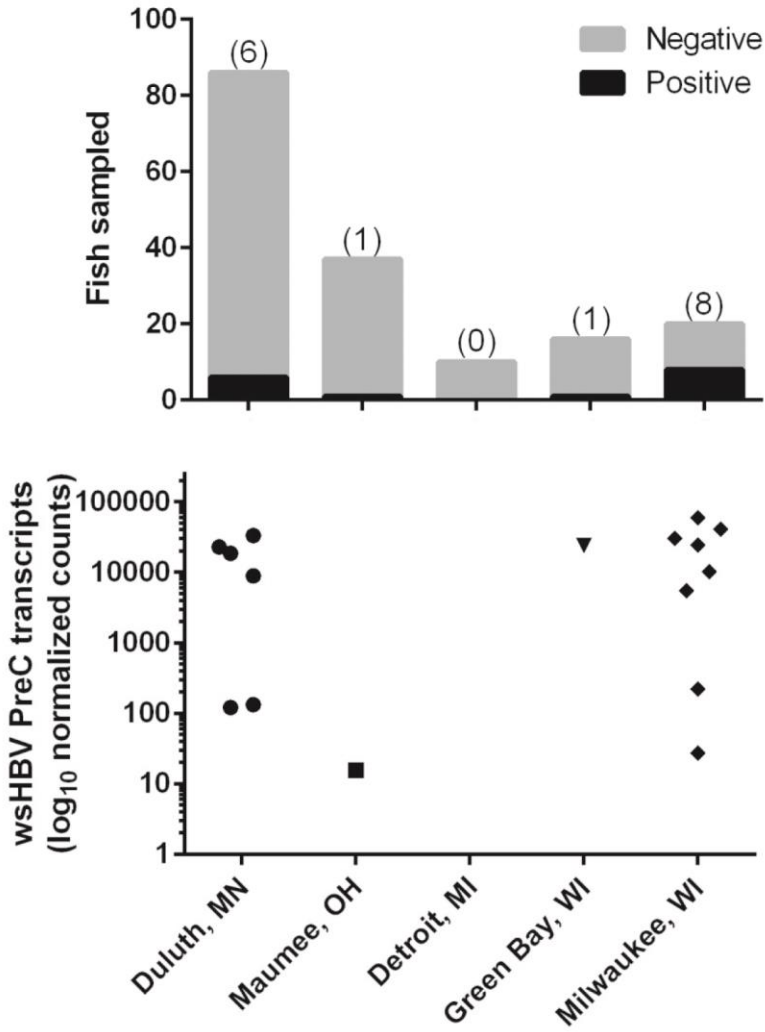 100
80
60
40
20
0
Fish sampled
(6)
(1)
(0)
(1)
(8)
Negative
Positive
wsHBV PreC transcripts
(log10 normalized counts)
100000
10000
1000
100
10
1
Duluth, MN
Maumee, OH
Detroit, MI
Green Bay, WI
Milwaukee, WI